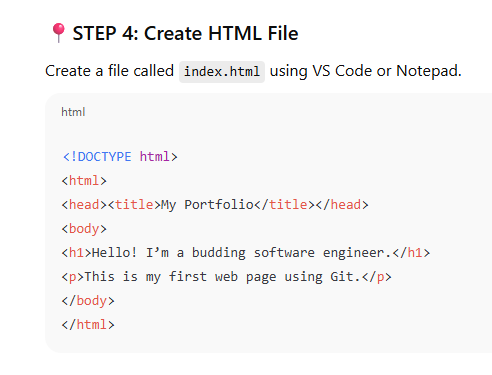 STEP 4: Create HTML File
Create a file called index.html using VS Code or Notepad.
html
<!DOCTYPE html>
<html>
<head><title>My Portfolio</title></head>
<body>
<h1>Hello! I’m a budding software engineer.</h1>
<p>This is my first web page using Git.</p>
</body>
</html>